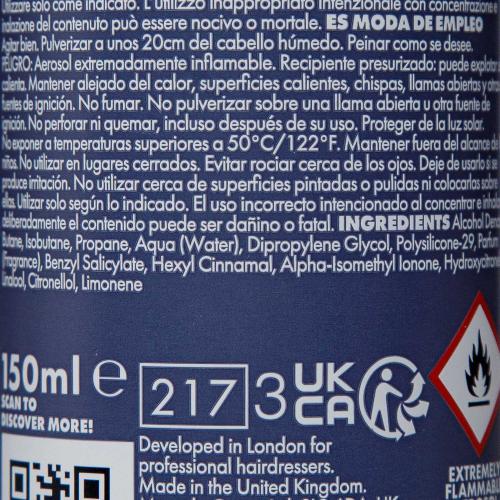 Utilizzare solo come indicato. L'utilizzo inappropriato intenzionale con concentrazione e
inalazione del contenuto può essere nocivo o mortale. ES MODA DE EMPLEO
Agitar bien. Pulverizar a unos 20cm del cabello húmedo. Peinar como se desee.
PELIGRO: Aerosol extremadamente inflamable. Recipiente presurizado: puede explotar si
calienta. Mantener alejado del calor, superficies calientes, chispas, llamas abiertas y otras
fuentes de ignición. No fumar. No pulverizar sobre una llama abierta u otra fuente de
ignición. No perforar ni quemar, incluso después de su uso. Proteger de la luz solar.
No exponer a temperaturas superiores a 50°C/122°F. Mantener fuera del alcance de
niños. No utilizar en lugares cerrados. Evitar rociar cerca de los ojos. Deje de usarlo si se
produce irritación. No utilizar cerca de superficies pintadas o pulidas ni colocarlas sobre
ellas. Utilizar solo según lo indicado. El uso incorrecto intencionado al concentrar e inhalar
deliberadamente el contenido puede ser dañino o fatal. INGREDIENTS Alcohol
Butane, Isobutane, Propane, Aqua (Water), Dipropylene Glycol, Polysilicone-29,
(Fragrance), Benzyl Salicylate, Hexyl Cinnamal, Alpha-Isomethyl Ionone,
Linalool, Citronellol, Limonene
150ml e 217 3 UK CA
SCAN TO
DISCOVER MORE!
Developed in London for
professional hairdressers.
Made in the United Kingdom.
EXTREMELY
FLAMMABLE